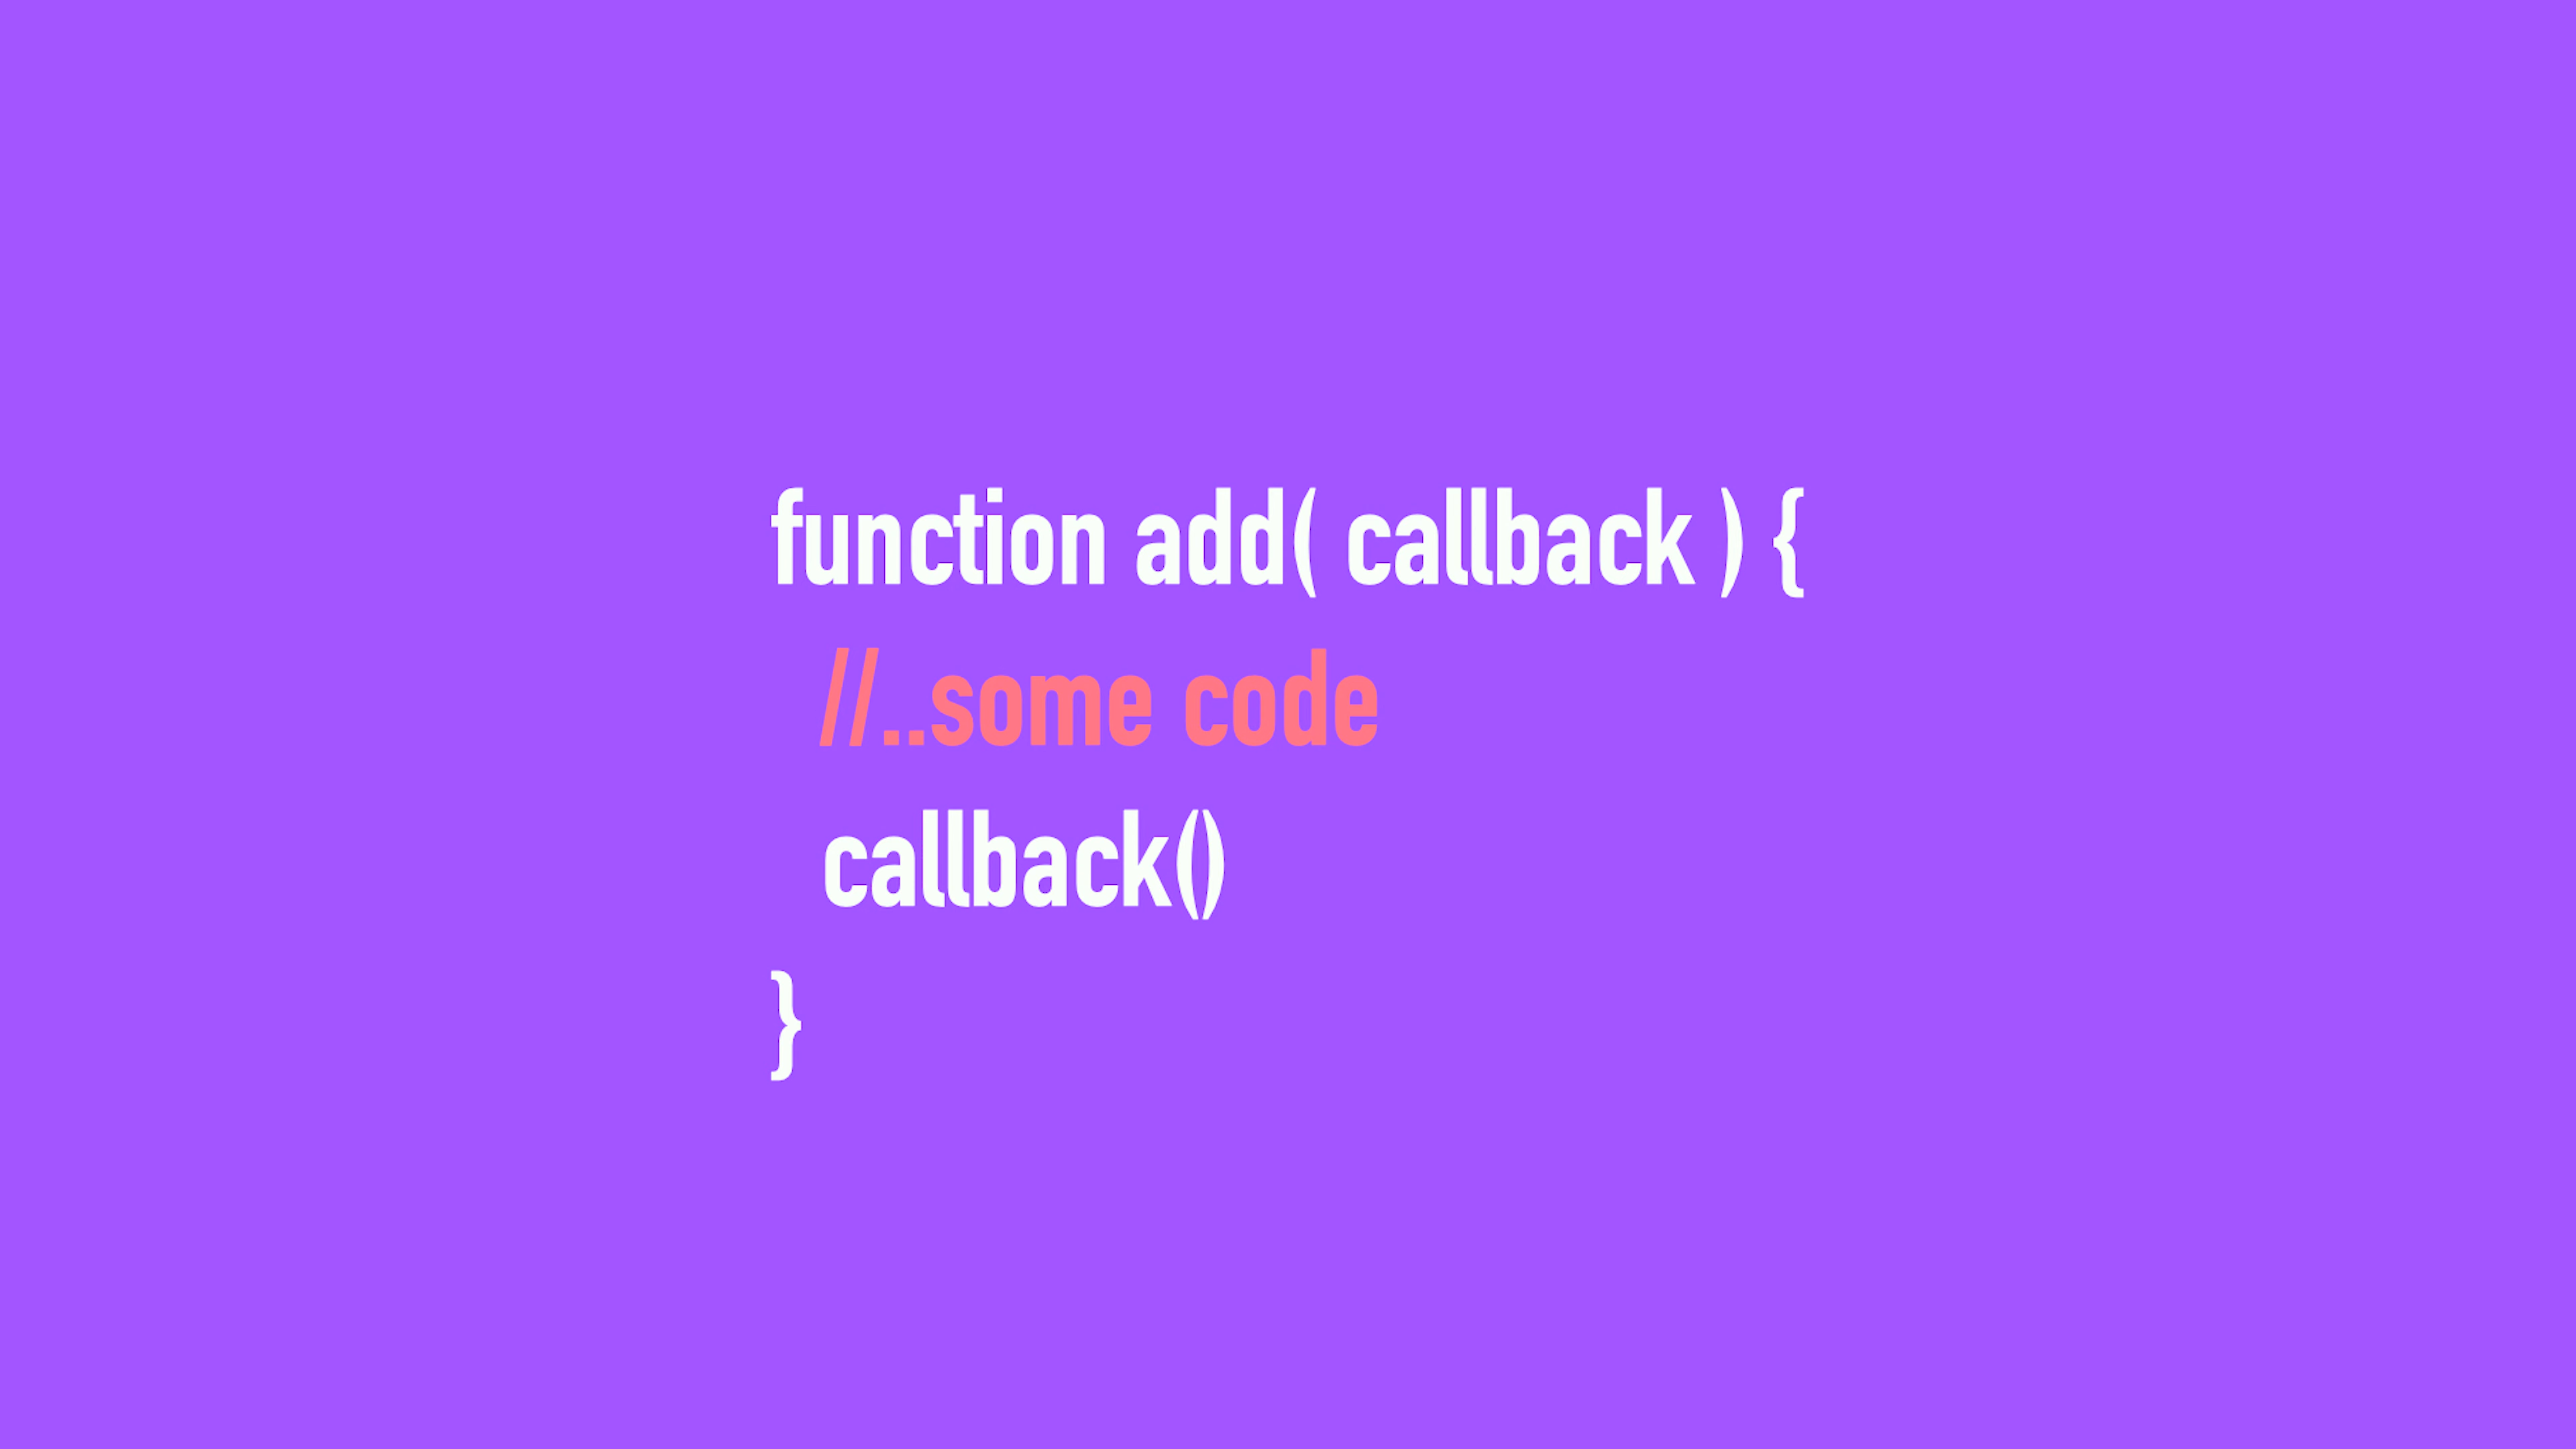 function add( callback ) {
//..some code
callback()
}